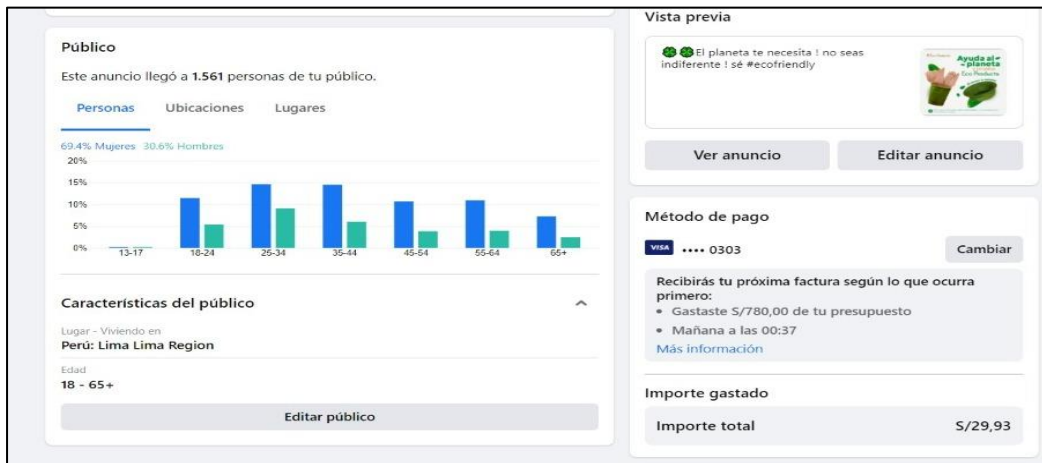 Público
Este anuncio llegó a 1.561 personas de tu público.
Personas Ubicaciones Lugares
69.4% Mujeres 30.6% Hombres
20%
15%
10%
5%
0%
13-17 18-24 25-34 35-44 45-54 55-64 65+
Características del público
Lugar - Viviendo en
Perú: Lima Lima Region
Edad
18 - 65+
Editar público
Vista previa
🍀🍀El planeta te necesita ! no seas
indiferente ! sé #ecofriendly
Ayuda al
planeta
Eco Producto
Ver anuncio Editar anuncio
Método de pago
VISA •••• 0303 Cambiar
Recibirás tu próxima factura según lo que ocurra
primero:
• Gastaste S/780,00 de tu presupuesto
• Mañana a las 00:37
Más información
Importe gastado
Importe total S/29,93